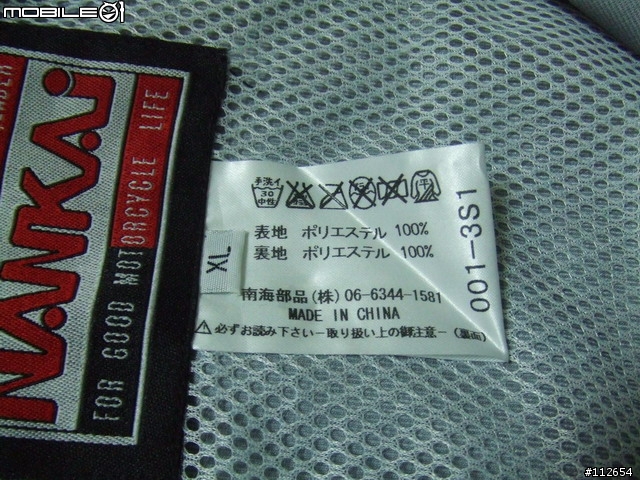 MOBILE01
NANKAI
FOR GOOD MOTORCYCLE LIFE
XL
手洗イ
30
中性
表地 ポリエステル 100%
裏地 ポリエステル 100%
南海部品(株) 06-6344-1581
MADE IN CHINA
必ずお読み下さい−取り扱い上の御注意−(裏面)
001-3S1
#112654